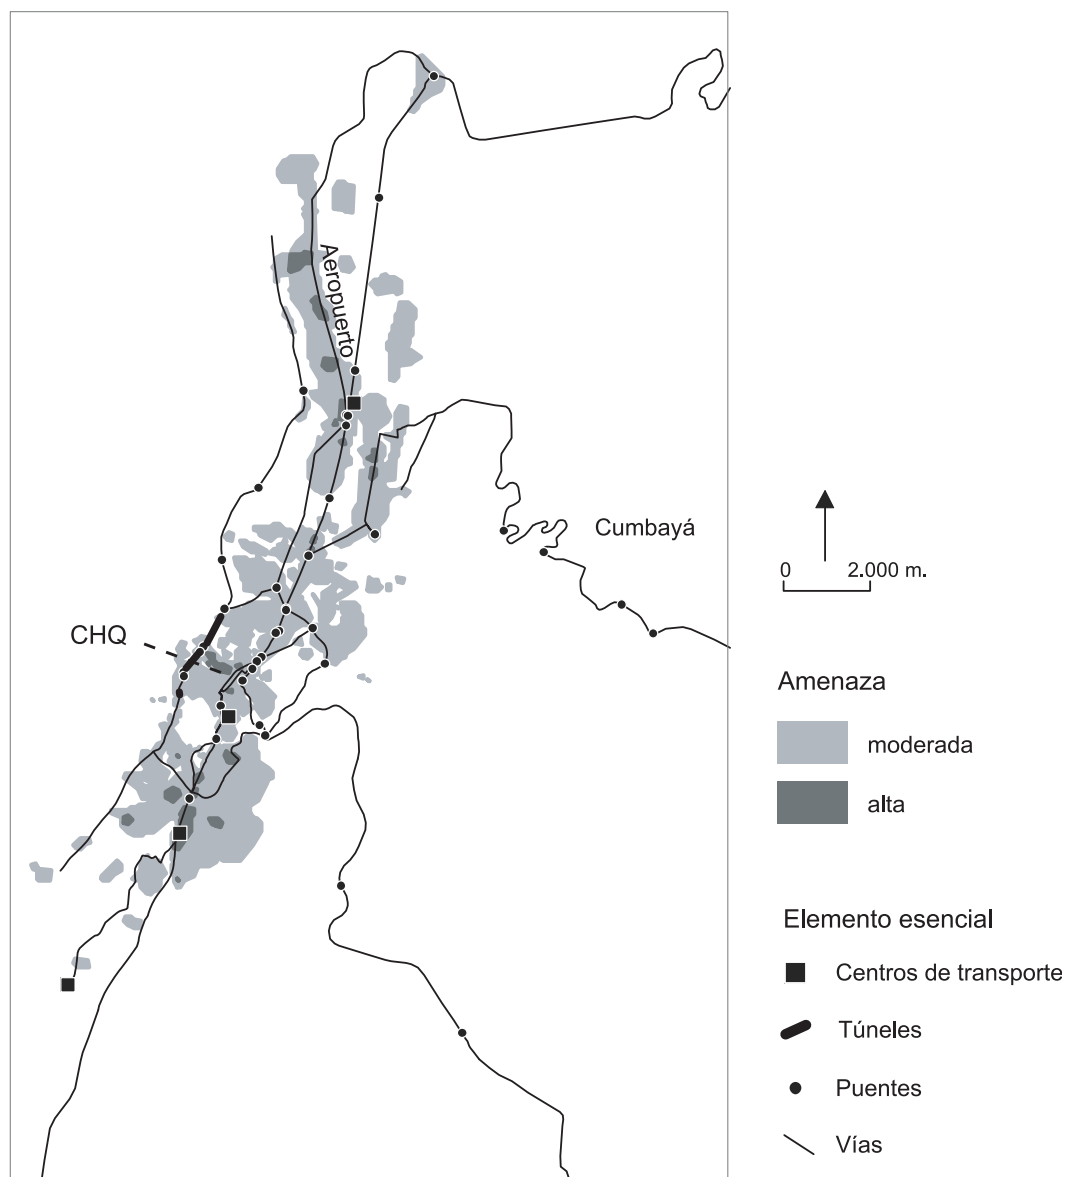 Aeropuerto
Cumbayá
CHQ
0 2.000 m.
Amenaza
moderada
alta
Elemento esencial
Centros de transporte
Túneles
Puentes
Vías